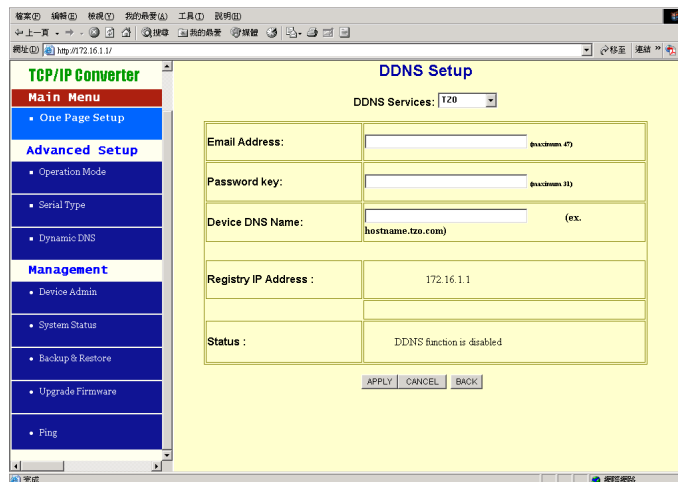 檔案(F) 編輯(E) 檢視(V) 我的最愛(A) 工具(T) 說明(H)
上一頁 搜尋 我的最愛 媒體
網址(D) http://172.16.1.1/ 移至 連結 »
TCP/IP Converter
Main Menu
One Page Setup
Advanced Setup
Operation Mode
Serial Type
Dynamic DNS
Management
Device Admin
System Status
Backup & Restore
Upgrade Firmware
Ping
DDNS Setup
DDNS Services: TZO
Email Address: (maximum 47)
Password key: (maximum 31)
Device DNS Name: (ex.
hostname.tzo.com)
Registry IP Address : 172.16.1.1
Status : DDNS function is disabled
APPLY CANCEL BACK
完成 網際網路